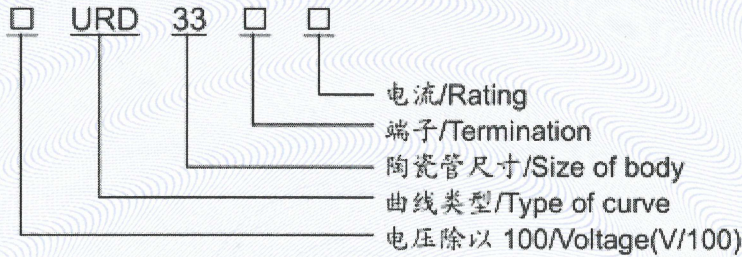 □ URD 33 □ □
电流/Rating
端子/Termination
陶瓷管尺寸/Size of body
曲线类型/Type of curve
电压除以 100/Voltage(V/100)